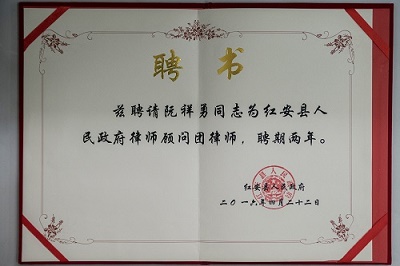 聘书
兹聘请阮祥勇同志为红安县人
民政府律师顾问团律师，聘期两年。
红安县人民政府
二〇一六年四月二十二日